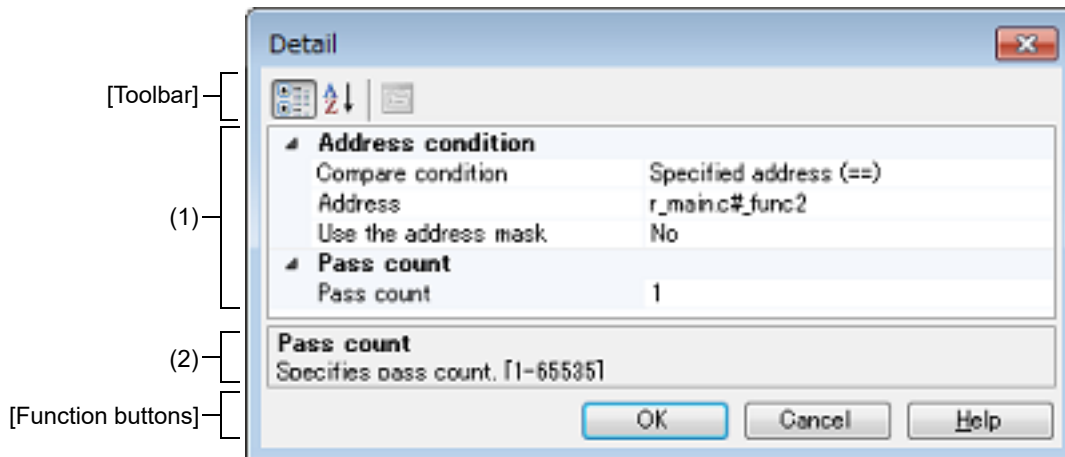 Detail
[Toolbar]
(1)
Address condition
Compare condition Specified address (==)
Address r_main.c#_func2
Use the address mask No
Pass count
Pass count 1
(2)
Pass count
Specifies pass count. [1-65535]
[Function buttons]
OK Cancel Help